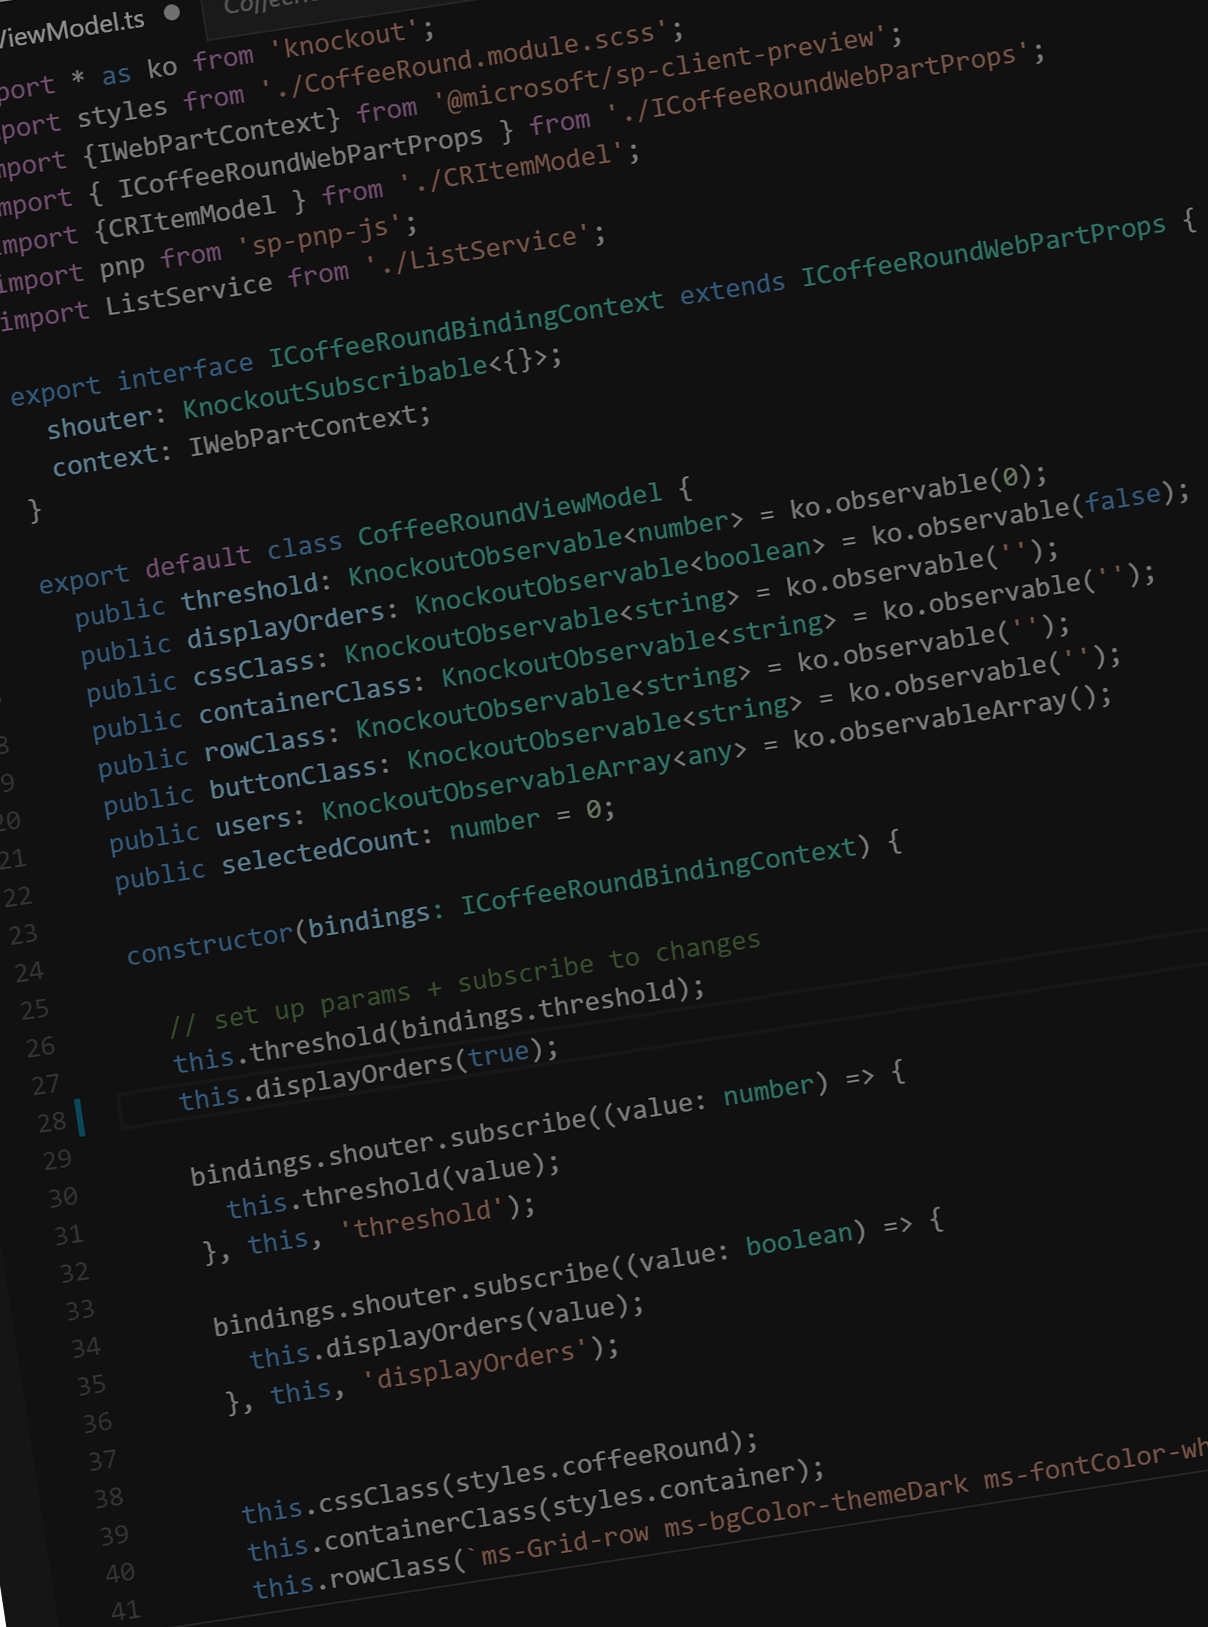 ViewModel.ts
port * as ko from 'knockout';
port styles from './CoffeeRound.module.scss';
mport {IWebPartContext} from '@microsoft/sp-client-preview';
mport { ICoffeeRoundWebPartProps } from './ICoffeeRoundWebPartProps';
import {CRItemModel } from './CRItemModel';
import pnp from 'sp-pnp-js';
import ListService from './ListService';
export interface ICoffeeRoundBindingContext extends ICoffeeRoundWebPartProps {
shouter: KnockoutSubscribable<{}>;
context: IWebPartContext;
}
export default class CoffeeRoundViewModel {
public threshold: KnockoutObservable<number> = ko.observable(0);
public displayOrders: KnockoutObservable<boolean> = ko.observable(false);
public cssClass: KnockoutObservable<string> = ko.observable('');
public containerClass: KnockoutObservable<string> = ko.observable('');
8 public rowClass: KnockoutObservable<string> = ko.observable('');
9 public buttonClass: KnockoutObservable<string> = ko.observable('');
20 public users: KnockoutObservableArray<any> = ko.observableArray();
21 public selectedCount: number = 0;
22
23 constructor(bindings: ICoffeeRoundBindingContext) {
24
25 // set up params + subscribe to changes
26 this.threshold(bindings.threshold);
27 this.displayOrders(true);
28
29 bindings.shouter.subscribe((value: number) => {
30 this.threshold(value);
31 }, this, 'threshold');
32
33 bindings.shouter.subscribe((value: boolean) => {
34 this.displayOrders(value);
35 }, this, 'displayOrders');
36
37
38 this.cssClass(styles.coffeeRound);
39 this.containerClass(styles.container);
40 this.rowClass(`ms-Grid-row ms-bgColor-themeDark ms-fontColor-wh
41